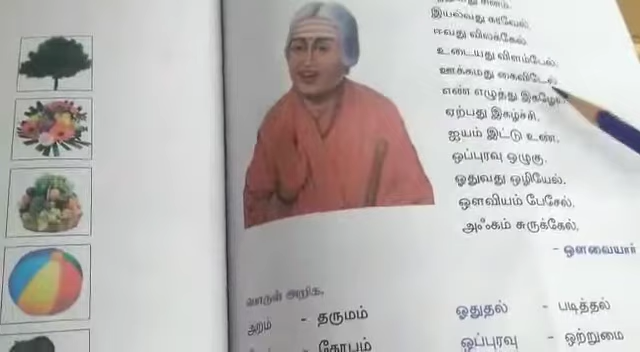 இயல்வது கரவேல்.
ஈவது விலக்கேல்.
உடையது விளம்பேல்.
ஊக்கமது கைவிடேல்.
எண் எழுத்து இகழேல்.
ஏற்பது இகழ்ச்சி.
ஐயம் இட்டு உண்.
ஒப்புரவு ஒழுகு.
ஓதுவது ஒழியேல்.
ஔவியம் பேசேல்.
அஃகம் சுருக்கேல்.
- ஔவையார்
பொருள் அறிக.
அறம் - தருமம்
ஓதுதல் - படித்தல்
கோபம்
ஒப்புரவு - ஒற்றுமை